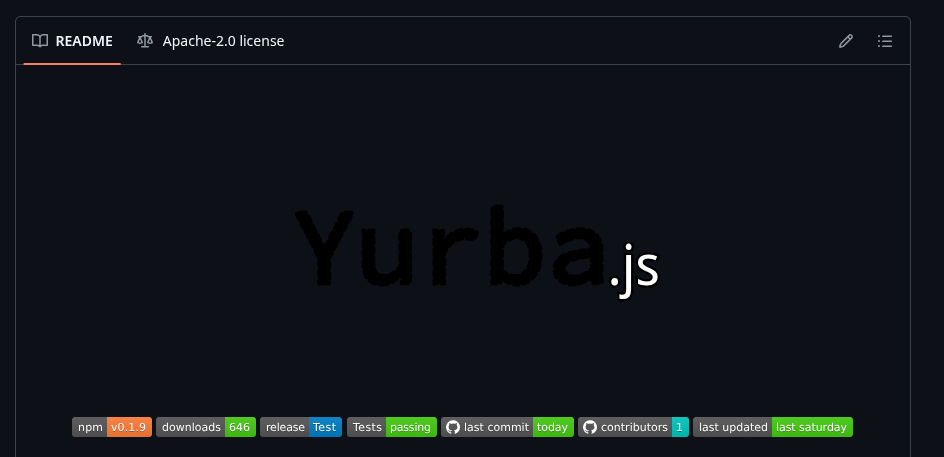 README Apache-2.0 license
Yurba.js
npm v0.1.9 downloads 646 release Test Tests passing last commit today contributors 1 last updated last saturday